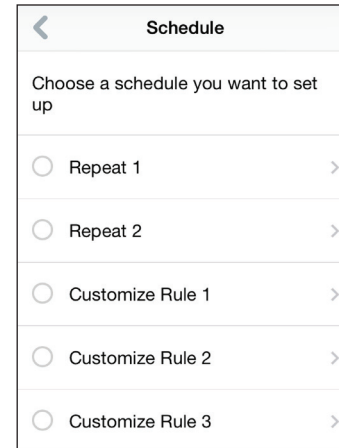 Schedule
Choose a schedule you want to set
up
Repeat 1
Repeat 2
Customize Rule 1
Customize Rule 2
Customize Rule 3